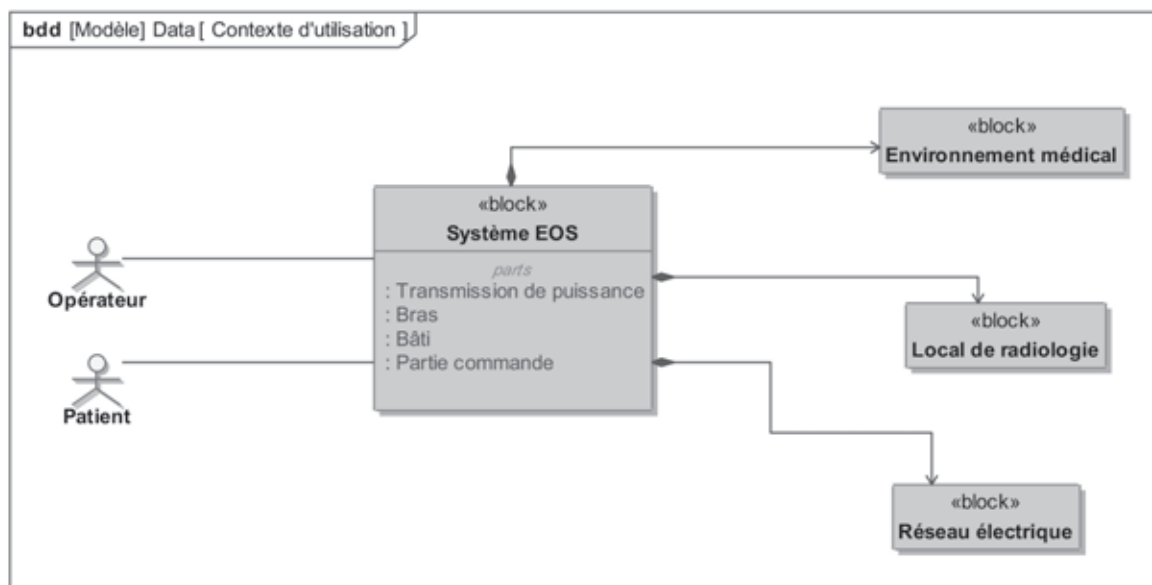 bdd [Modèle] Data [ Contexte d'utilisation ]
«block»
Environnement médical
«block»
Système EOS
parts
: Transmission de puissance
: Bras
: Bâti
: Partie commande
Opérateur
Patient
«block»
Local de radiologie
«block»
Réseau électrique